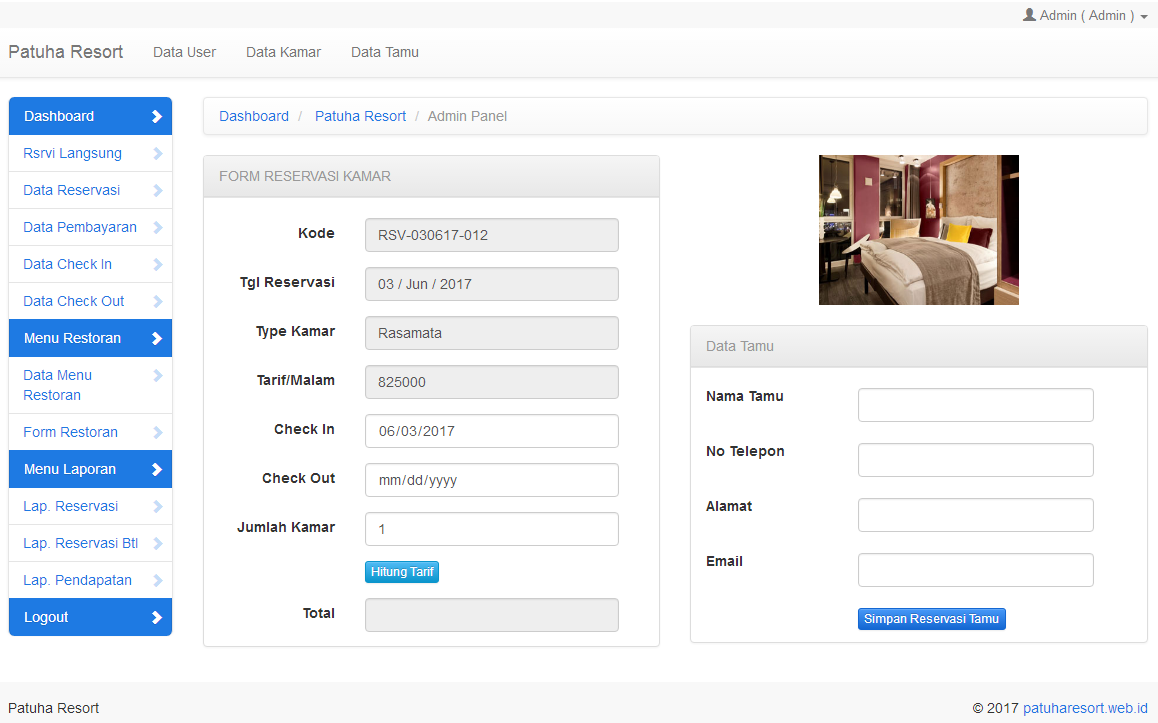 Admin ( Admin )
Patuha Resort Data User Data Kamar Data Tamu
Dashboard
Rsrvi Langsung
Data Reservasi
Data Pembayaran
Data Check In
Data Check Out
Menu Restoran
Data Menu
Restoran
Form Restoran
Menu Laporan
Lap. Reservasi
Lap. Reservasi Btl
Lap. Pendapatan
Logout
Dashboard / Patuha Resort / Admin Panel
FORM RESERVASI KAMAR
Kode RSV-030617-012
Tgl Reservasi 03 / Jun / 2017
Type Kamar Rasamata
Tarif/Malam 825000
Check In 06/03/2017
Check Out mm/dd/yyyy
Jumlah Kamar 1
Hitung Tarif
Total
Data Tamu
Nama Tamu
No Telepon
Alamat
Email
Simpan Reservasi Tamu
Patuha Resort
© 2017 patuharesort.web.id